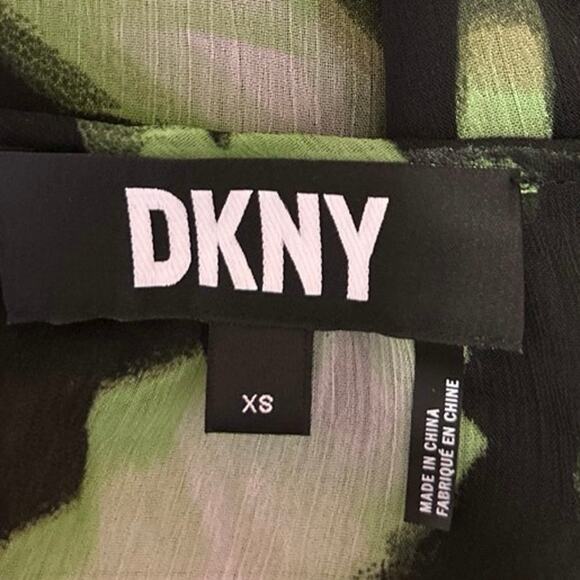 DKNY
XS
MADE IN CHINA
FABRIQUÉ EN CHINE